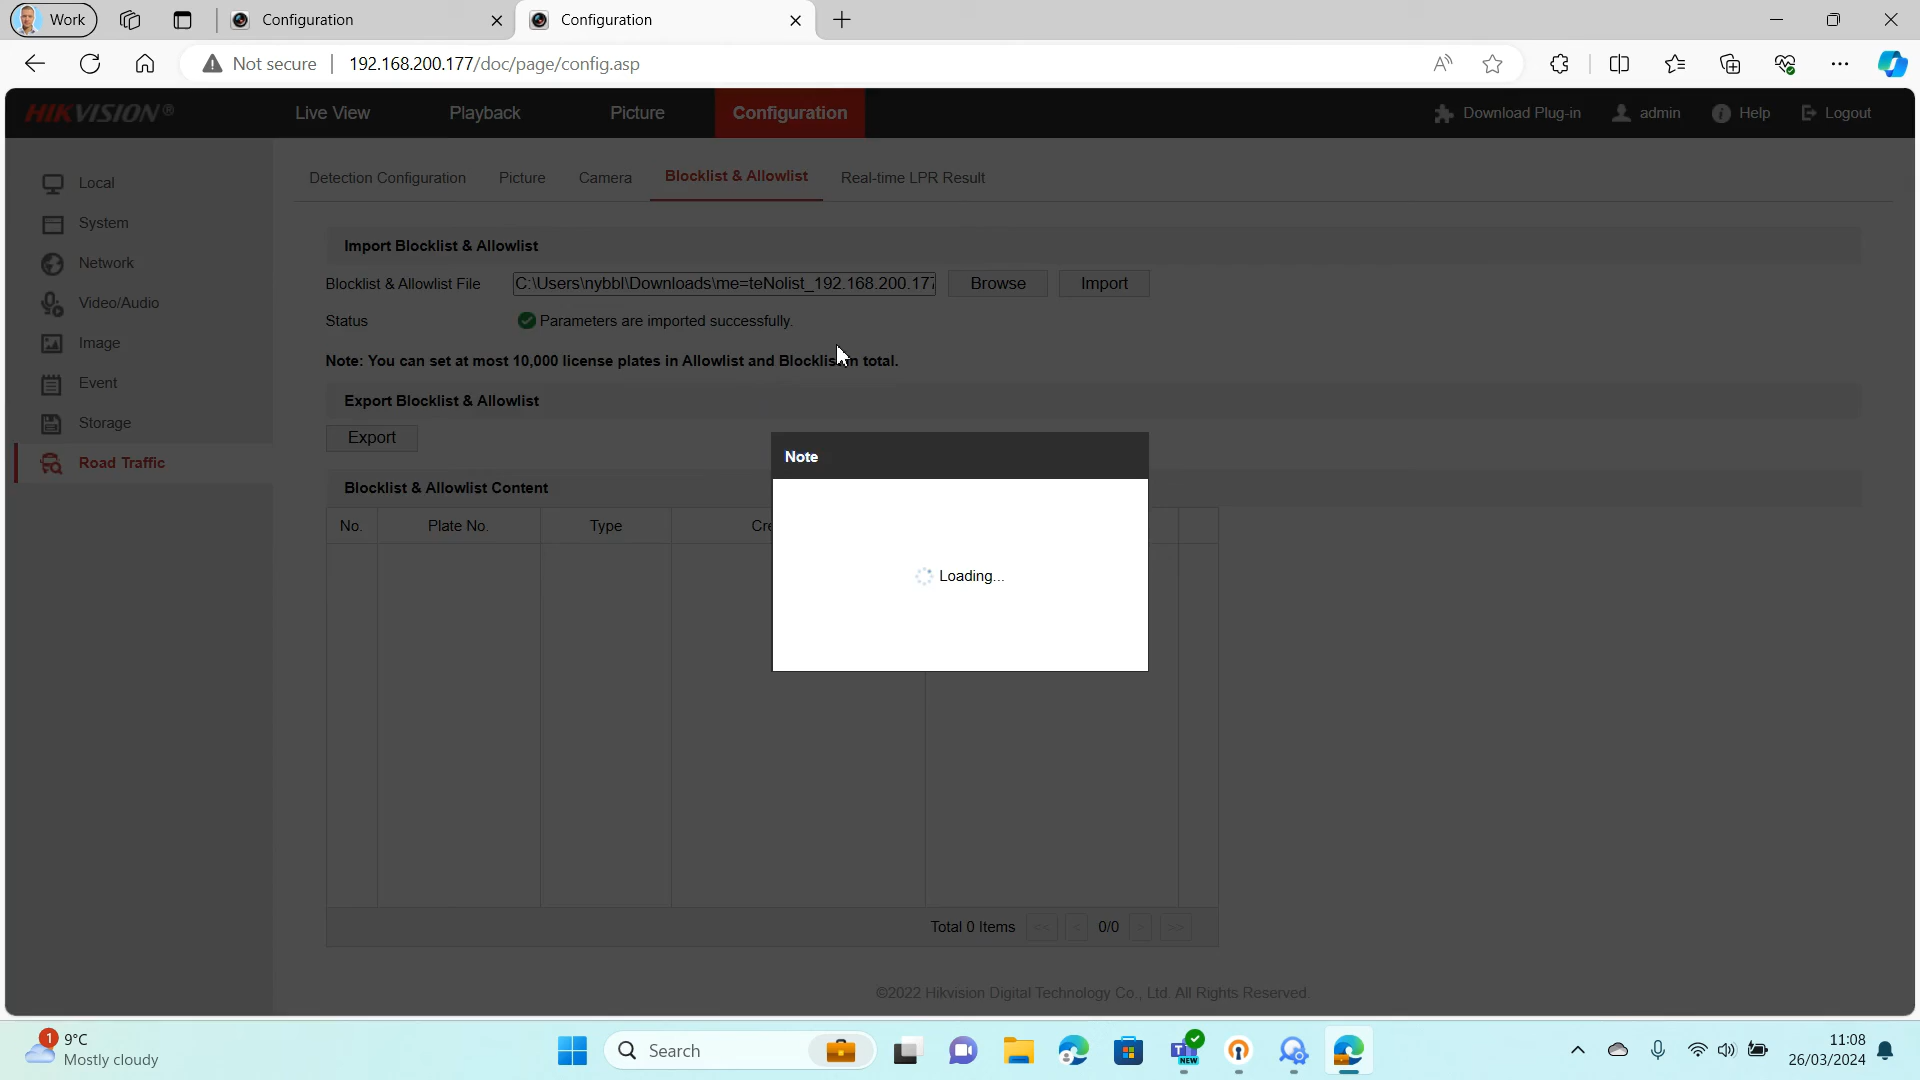 Work
Configuration
Configuration
Not secure
192.168.200.177/doc/page/config.asp
HIKVISION®
Live View
Playback
Picture
Configuration
Download Plug-in
admin
Help
Logout
Local
System
Network
Video/Audio
Image
Event
Storage
Road Traffic
Detection Configuration
Picture
Camera
Blocklist & Allowlist
Real-time LPR Result
Import Blocklist & Allowlist
Blocklist & Allowlist File
C:\Users\nybbl\Downloads\me=teNolist_192.168.200.177
Browse
Import
Status
Parameters are imported successfully.
Note: You can set at most 10,000 license plates in Allowlist and Blocklist in total.
Export Blocklist & Allowlist
Export
Blocklist & Allowlist Content
No.
Plate No.
Type
Cre
Note
Loading...
Total 0 Items
<<
<
0/0
>
>>
©2022 Hikvision Digital Technology Co., Ltd. All Rights Reserved.
1
9°C
Mostly cloudy
Search
NEW
11:08
26/03/2024